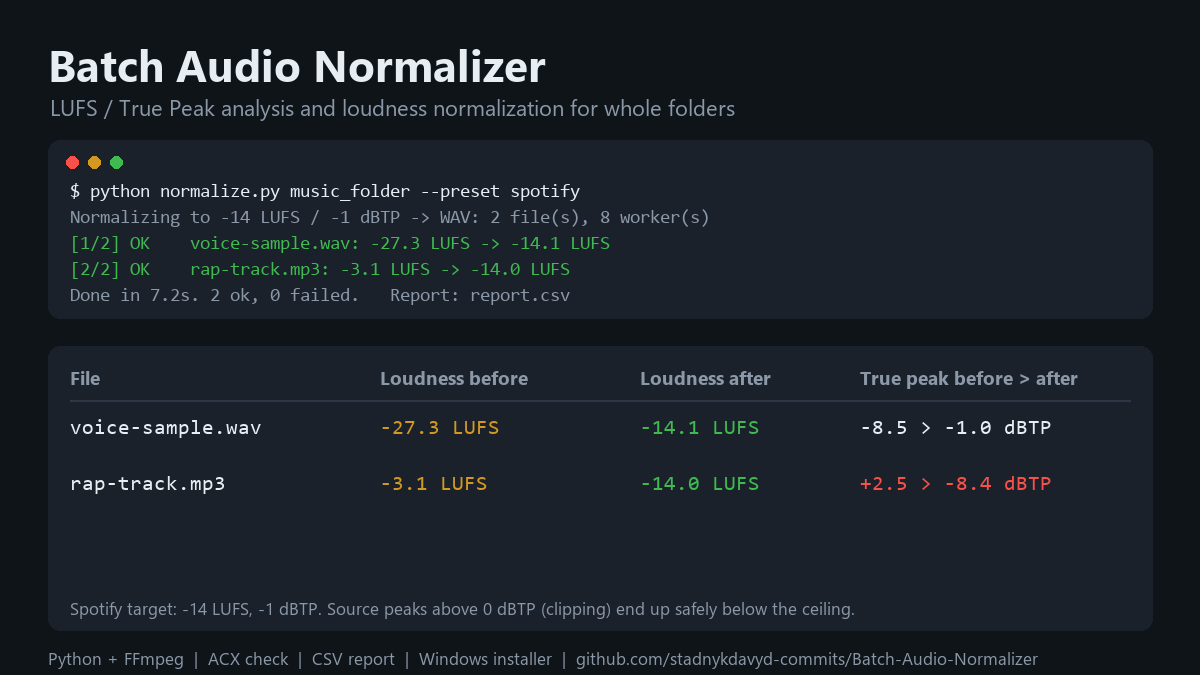 Batch Audio Normalizer
LUFS / True Peak analysis and loudness normalization for whole folders
$ python normalize.py music_folder --preset spotify
Normalizing to -14 LUFS / -1 dBTP -> WAV: 2 file(s), 8 worker(s)
[1/2] OK    voice-sample.wav: -27.3 LUFS -> -14.1 LUFS
[2/2] OK    rap-track.mp3: -3.1 LUFS -> -14.0 LUFS
Done in 7.2s. 2 ok, 0 failed.   Report: report.csv
File Loudness before Loudness after True peak before > after
voice-sample.wav -27.3 LUFS -14.1 LUFS -8.5 > -1.0 dBTP
rap-track.mp3 -3.1 LUFS -14.0 LUFS +2.5 > -8.4 dBTP
Spotify target: -14 LUFS, -1 dBTP. Source peaks above 0 dBTP (clipping) end up safely below the ceiling.
Python + FFmpeg | ACX check | CSV report | Windows installer | github.com/stadnykdavyd-commits/Batch-Audio-Normalizer